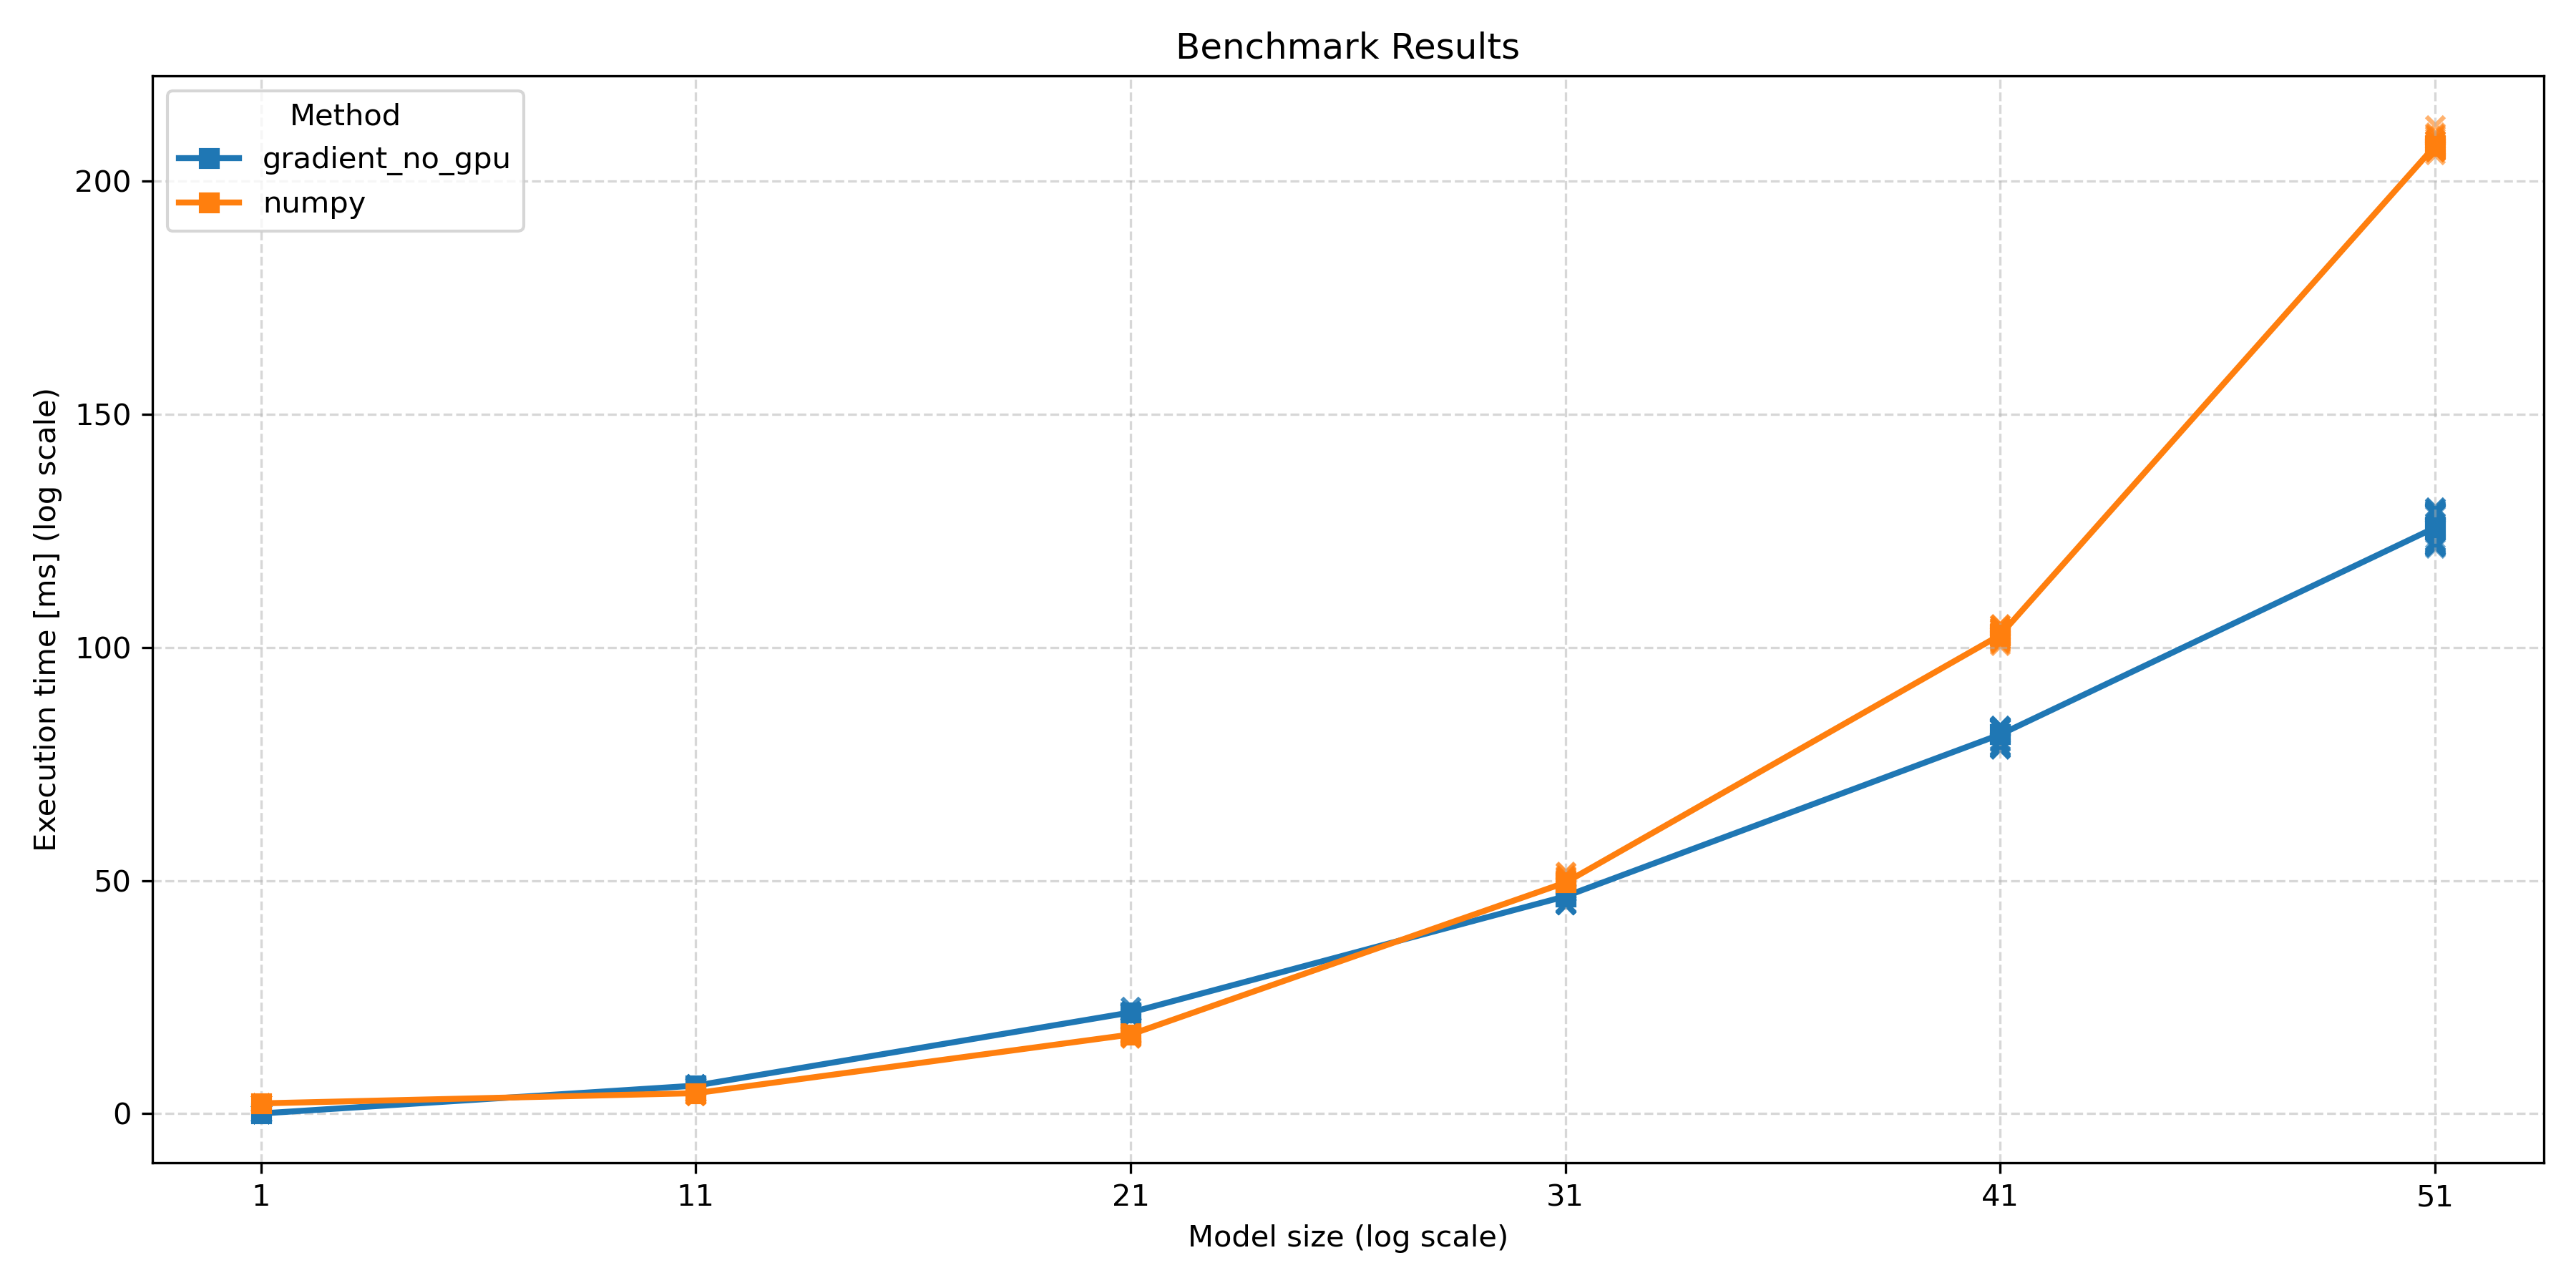 Benchmark Results
Method
gradient_no_gpu
numpy
Execution time [ms] (log scale)
200
150
100
50
0
1 11 21 31 41 51
Model size (log scale)